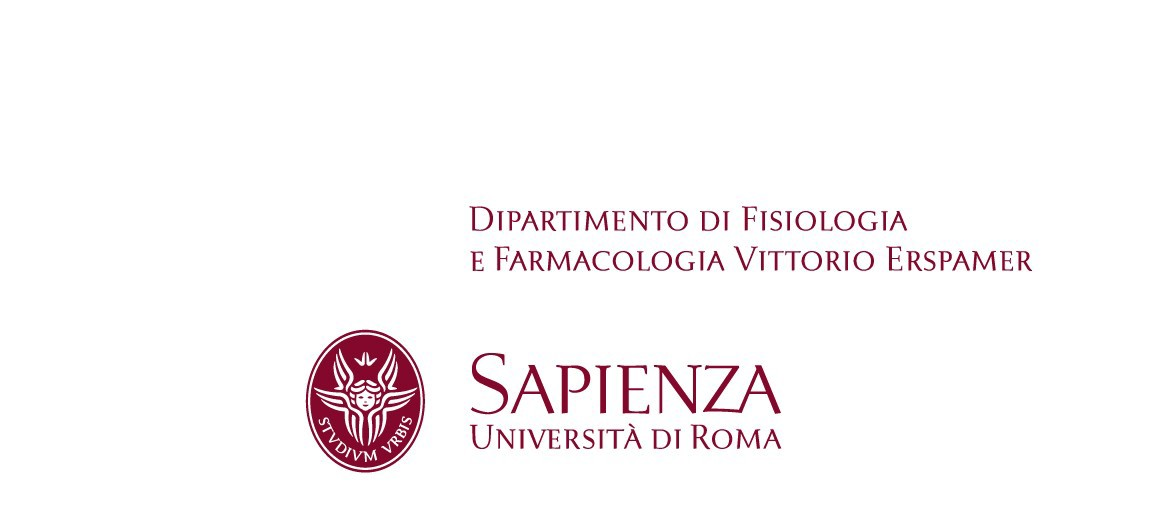 Dipartimento di Fisiologia
e Farmacologia Vittorio Erspamer
Sapienza
Università di Roma
STVDIVM VRBIS